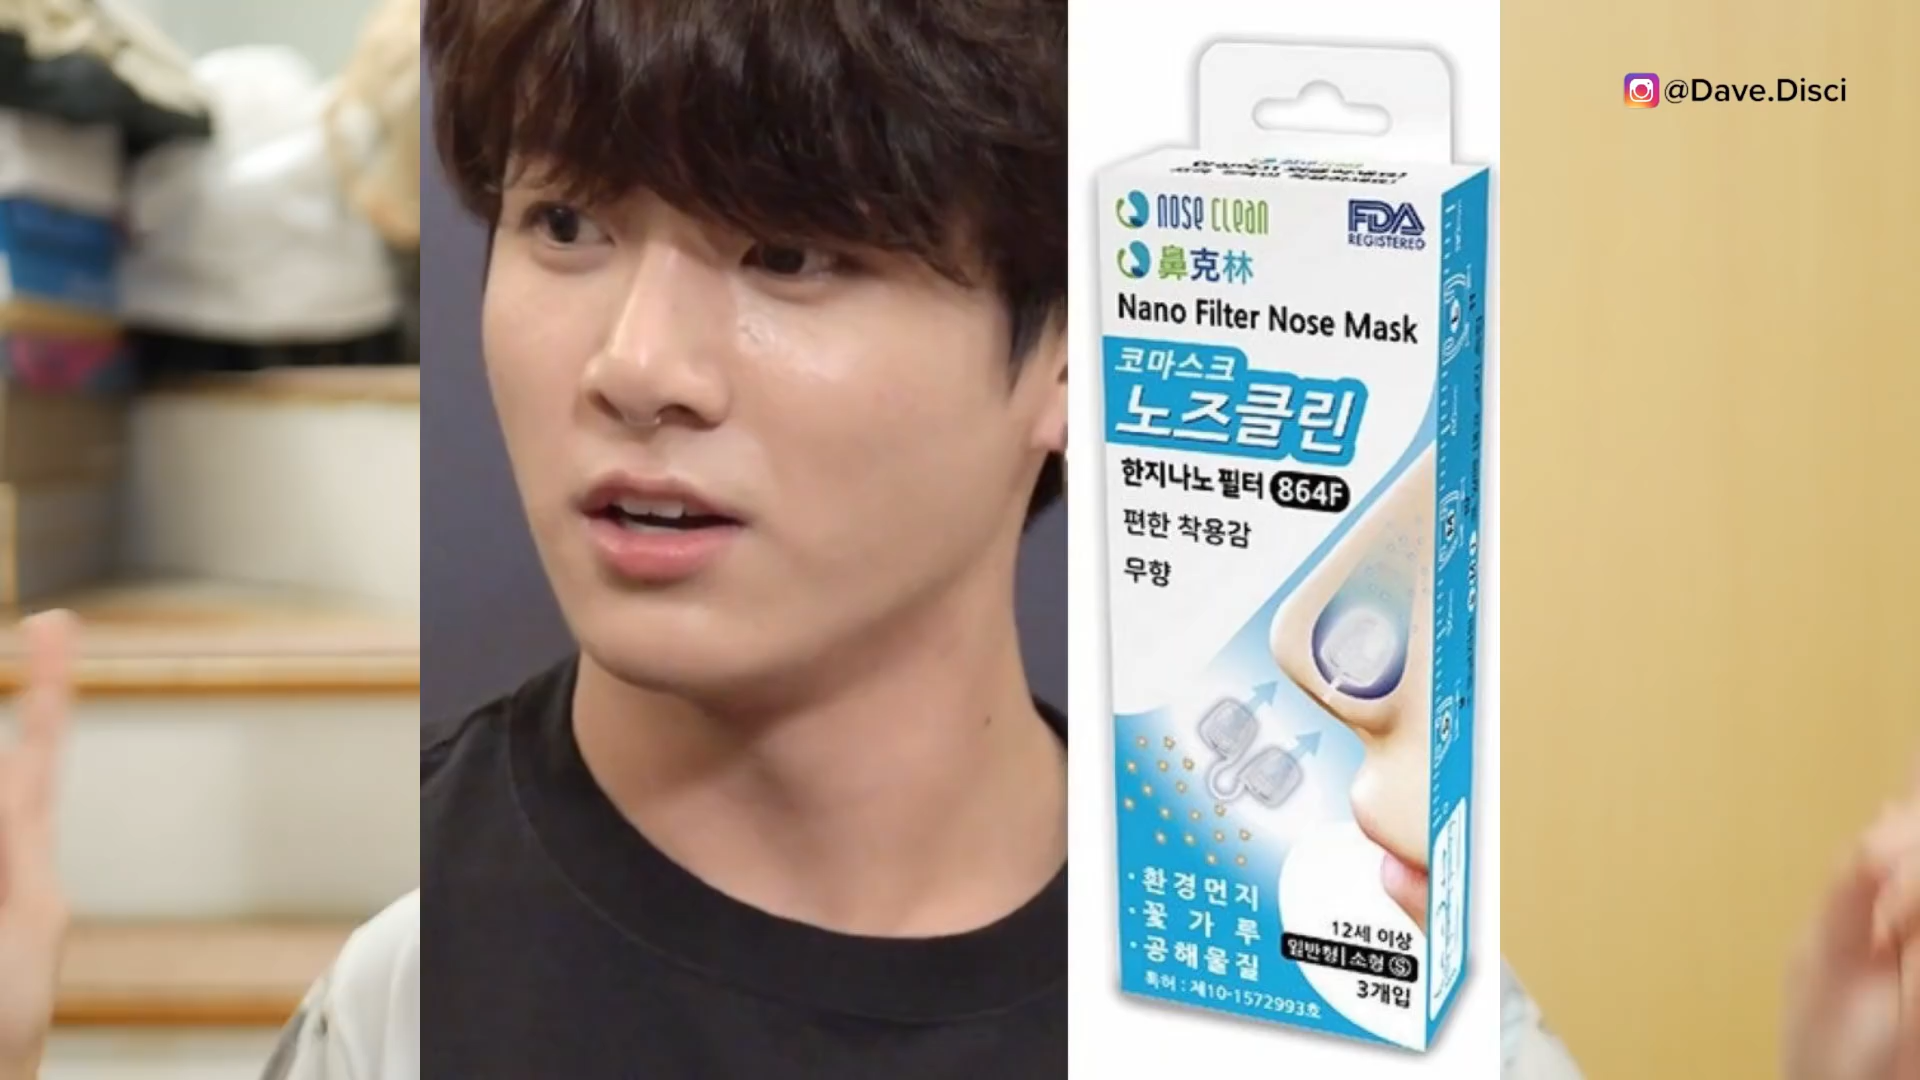 @Dave.Disci
nose clean
FDA
REGISTERED
鼻克林
Nano Filter Nose Mask
코마스크
노즈클린
한지나노필터 864F
편한 착용감
무향
· 환경먼지
· 꽃가루
· 공해물질
12세 이상
일반형 | 소형 Ⓢ
3개입
특허 : 제10-1572993호